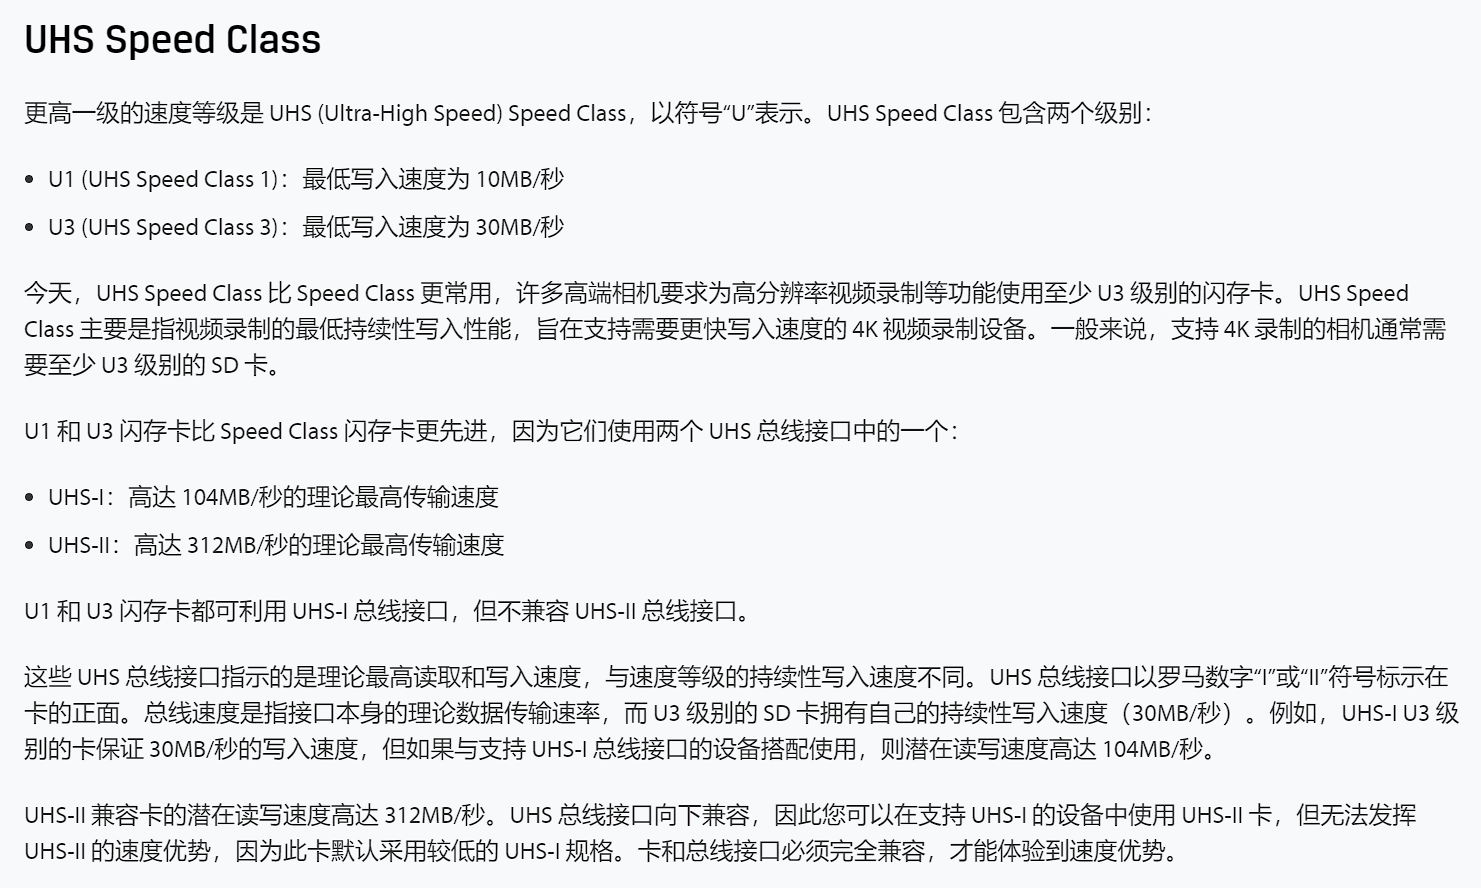 UHS Speed Class
更高一级的速度等级是 UHS (Ultra-High Speed) Speed Class，以符号“U”表示。UHS Speed Class 包含两个级别：
• U1 (UHS Speed Class 1)：最低写入速度为 10MB/秒
• U3 (UHS Speed Class 3)：最低写入速度为 30MB/秒
今天，UHS Speed Class 比 Speed Class 更常用，许多高端相机要求为高分辨率视频录制等功能使用至少 U3 级别的闪存卡。UHS Speed
Class 主要是指视频录制的最低持续性写入性能，旨在支持需要更快写入速度的 4K 视频录制设备。一般来说，支持 4K 录制的相机通常需
要至少 U3 级别的 SD 卡。
U1 和 U3 闪存卡比 Speed Class 闪存卡更先进，因为它们使用两个 UHS 总线接口中的一个：
• UHS-I：高达 104MB/秒的理论最高传输速度
• UHS-II：高达 312MB/秒的理论最高传输速度
U1 和 U3 闪存卡都可利用 UHS-I 总线接口，但不兼容 UHS-II 总线接口。
这些 UHS 总线接口指示的是理论最高读取和写入速度，与速度等级的持续性写入速度不同。UHS 总线接口以罗马数字“I”或“II”符号标示在
卡的正面。总线速度是指接口本身的理论数据传输速率，而 U3 级别的 SD 卡拥有自己的持续性写入速度（30MB/秒）。例如，UHS-I U3 级
别的卡保证 30MB/秒的写入速度，但如果与支持 UHS-I 总线接口的设备搭配使用，则潜在读写速度高达 104MB/秒。
UHS-II 兼容卡的潜在读写速度高达 312MB/秒。UHS 总线接口向下兼容，因此您可以在支持 UHS-I 的设备中使用 UHS-II 卡，但无法发挥
UHS-II 的速度优势，因为此卡默认采用较低的 UHS-I 规格。卡和总线接口必须完全兼容，才能体验到速度优势。